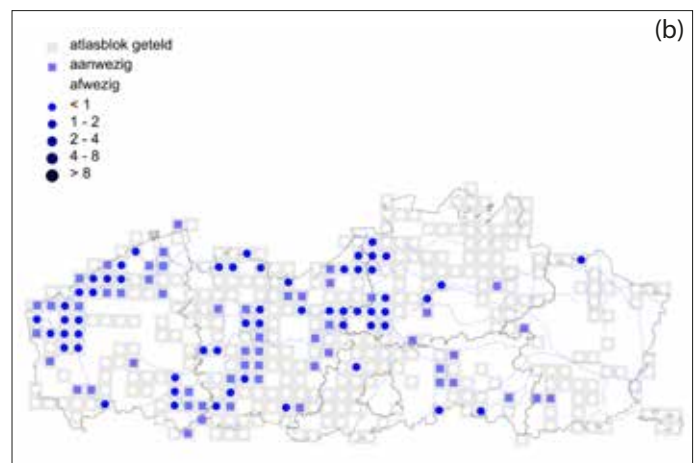 (b)
atlasblok geteld
aanwezig
afwezig
< 1
1 - 2
2 - 4
4 - 8
> 8